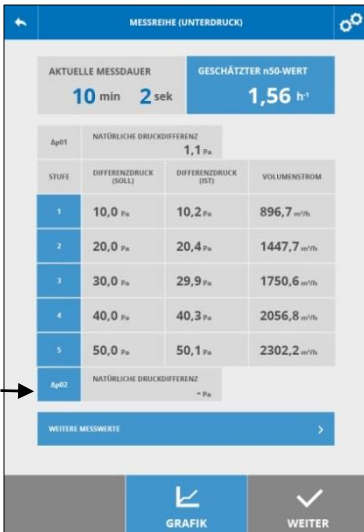 MESSREIHE (UNTERDRUCK)
AKTUELLE MESSDAUER
10 min 2 sek
GESCHÄTZTER n50-WERT
1,56 h⁻¹
Δp01 NATÜRLICHE DRUCKDIFFERENZ
1,1 Pa
STUFE DIFFERENZDRUCK (SOLL) DIFFERENZDRUCK (IST) VOLUMENSTROM
1 10,0 Pa 10,2 Pa 896,7 m³/h
2 20,0 Pa 20,4 Pa 1447,7 m³/h
3 30,0 Pa 29,9 Pa 1750,6 m³/h
4 40,0 Pa 40,3 Pa 2056,8 m³/h
5 50,0 Pa 50,1 Pa 2302,2 m³/h
Δp02 NATÜRLICHE DRUCKDIFFERENZ
- Pa
WEITERE MESSWERTE
GRAFIK WEITER